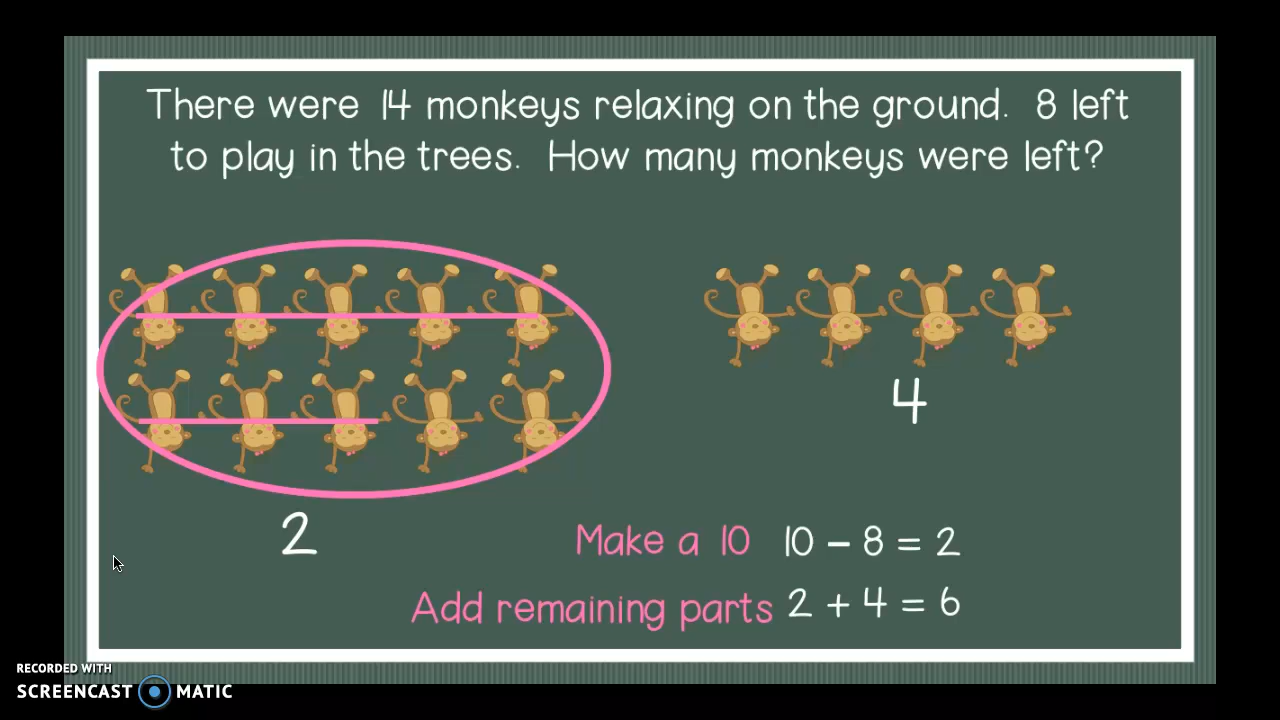 There were 14 monkeys relaxing on the ground. 8 left
to play in the trees. How many monkeys were left?
4
2
Make a 10 10 – 8 = 2
Add remaining parts 2 + 4 = 6
RECORDED WITH
SCREENCAST MATIC